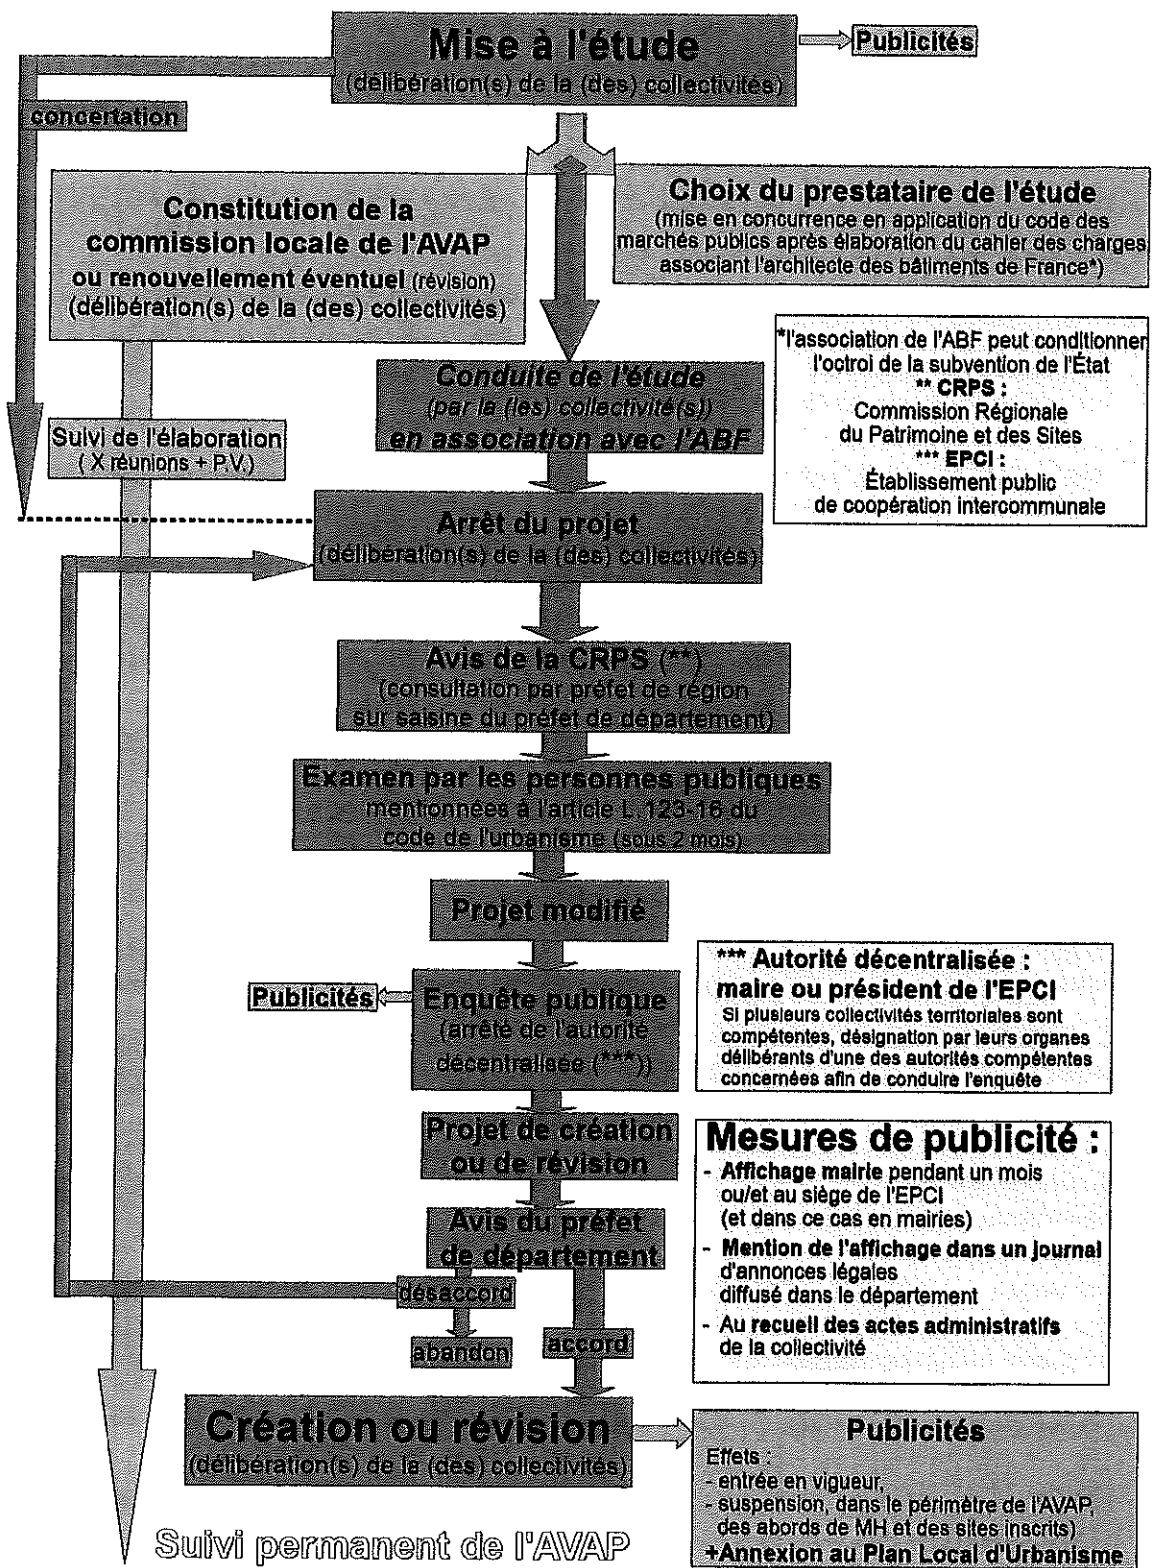 Mise à l'étude
(délibération(s) de la (des) collectivités)
Publicités
concertation
Constitution de la
commission locale de l'AVAP
ou renouvellement éventuel (révision)
(délibération(s) de la (des) collectivités)
Choix du prestataire de l'étude
(mise en concurrence en application du code des
marchés publics après élaboration du cahier des charges
associant l'architecte des bâtiments de France*)
*l'association de l'ABF peut conditionner
l'octroi de la subvention de l'État
** CRPS :
Commission Régionale
du Patrimoine et des Sites
*** EPCI :
Établissement public
de coopération intercommunale
Conduite de l'étude
(par la (les) collectivité(s))
en association avec l'ABF
Suivi de l'élaboration
( X réunions + P.V.)
Arrêt du projet
(délibération(s) de la (des) collectivités)
Avis de la CRPS (**)
(consultation par préfet de région
sur saisine du préfet de département)
Examen par les personnes publiques
mentionnées à l'article L.123-16 du
code de l'urbanisme (sous 2 mois)
Projet modifié
Publicités
Enquête publique
(arrêté de l'autorité
décentralisée (***))
*** Autorité décentralisée :
maire ou président de l'EPCI
Si plusieurs collectivités territoriales sont
compétentes, désignation par leurs organes
délibérants d'une des autorités compétentes
concernées afin de conduire l'enquête
Projet de création
ou de révision
Mesures de publicité :
- Affichage mairie pendant un mois
ou/et au siège de l'EPCI
(et dans ce cas en mairies)
- Mention de l'affichage dans un journal
d'annonces légales
diffusé dans le département
- Au recueil des actes administratifs
de la collectivité
Avis du préfet
de département
désaccord
abandon
accord
Création ou révision
(délibération(s) de la (des) collectivités)
Publicités
Effets :
- entrée en vigueur,
- suspension, dans le périmètre de l'AVAP,
des abords de MH et des sites inscrits)
+Annexion au Plan Local d'Urbanisme
Suivi permanent de l'AVAP